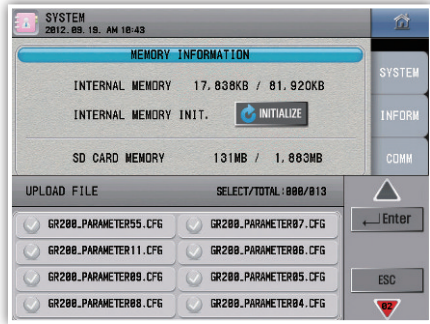 SYSTEM
2012. 09. 19. AM 10:43
MEMORY INFORMATION
INTERNAL MEMORY 17,838KB / 81,920KB
INTERNAL MEMORY INIT. INITIALIZE
SD CARD MEMORY 131MB / 1,883MB
SYSTEM
INFORM
COMM
UPLOAD FILE SELECT/TOTAL:000/013
GR200_PARAMETER55.CFG GR200_PARAMETER07.CFG
GR200_PARAMETER11.CFG GR200_PARAMETER06.CFG
GR200_PARAMETER09.CFG GR200_PARAMETER05.CFG
GR200_PARAMETER08.CFG GR200_PARAMETER04.CFG
Enter
ESC
02